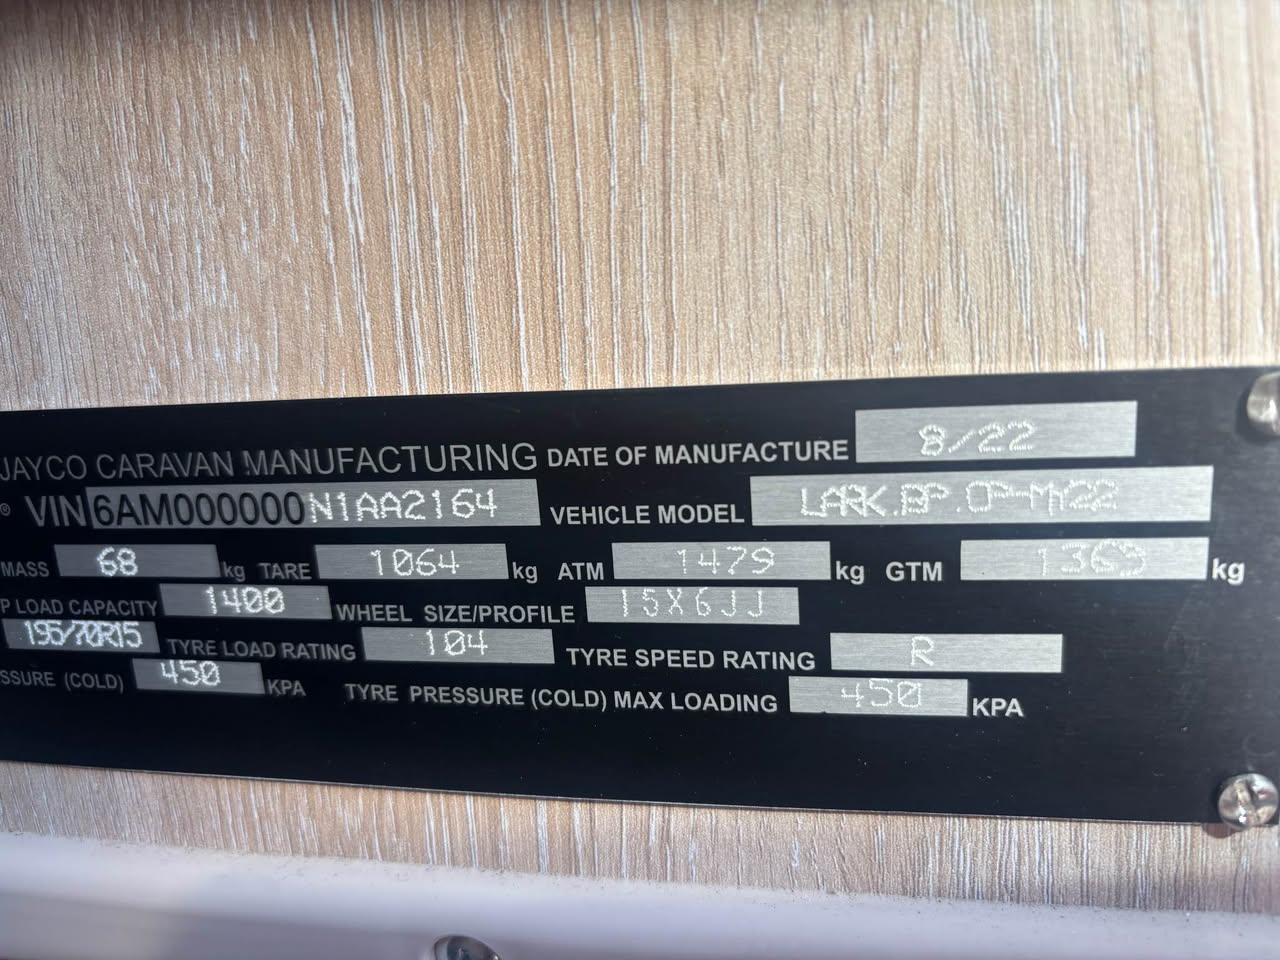 JAYCO CARAVAN MANUFACTURING DATE OF MANUFACTURE 8/22
® VIN 6AM000000N1AA2164 VEHICLE MODEL LARK.BP.OP-MY22
MASS 68 kg TARE 1064 kg ATM 1479 kg GTM 1369 kg
P LOAD CAPACITY 1400 WHEEL SIZE/PROFILE 15X6JJ
195/70R15 TYRE LOAD RATING 104 TYRE SPEED RATING R
SSURE (COLD) 450 KPA TYRE PRESSURE (COLD) MAX LOADING 450 KPA